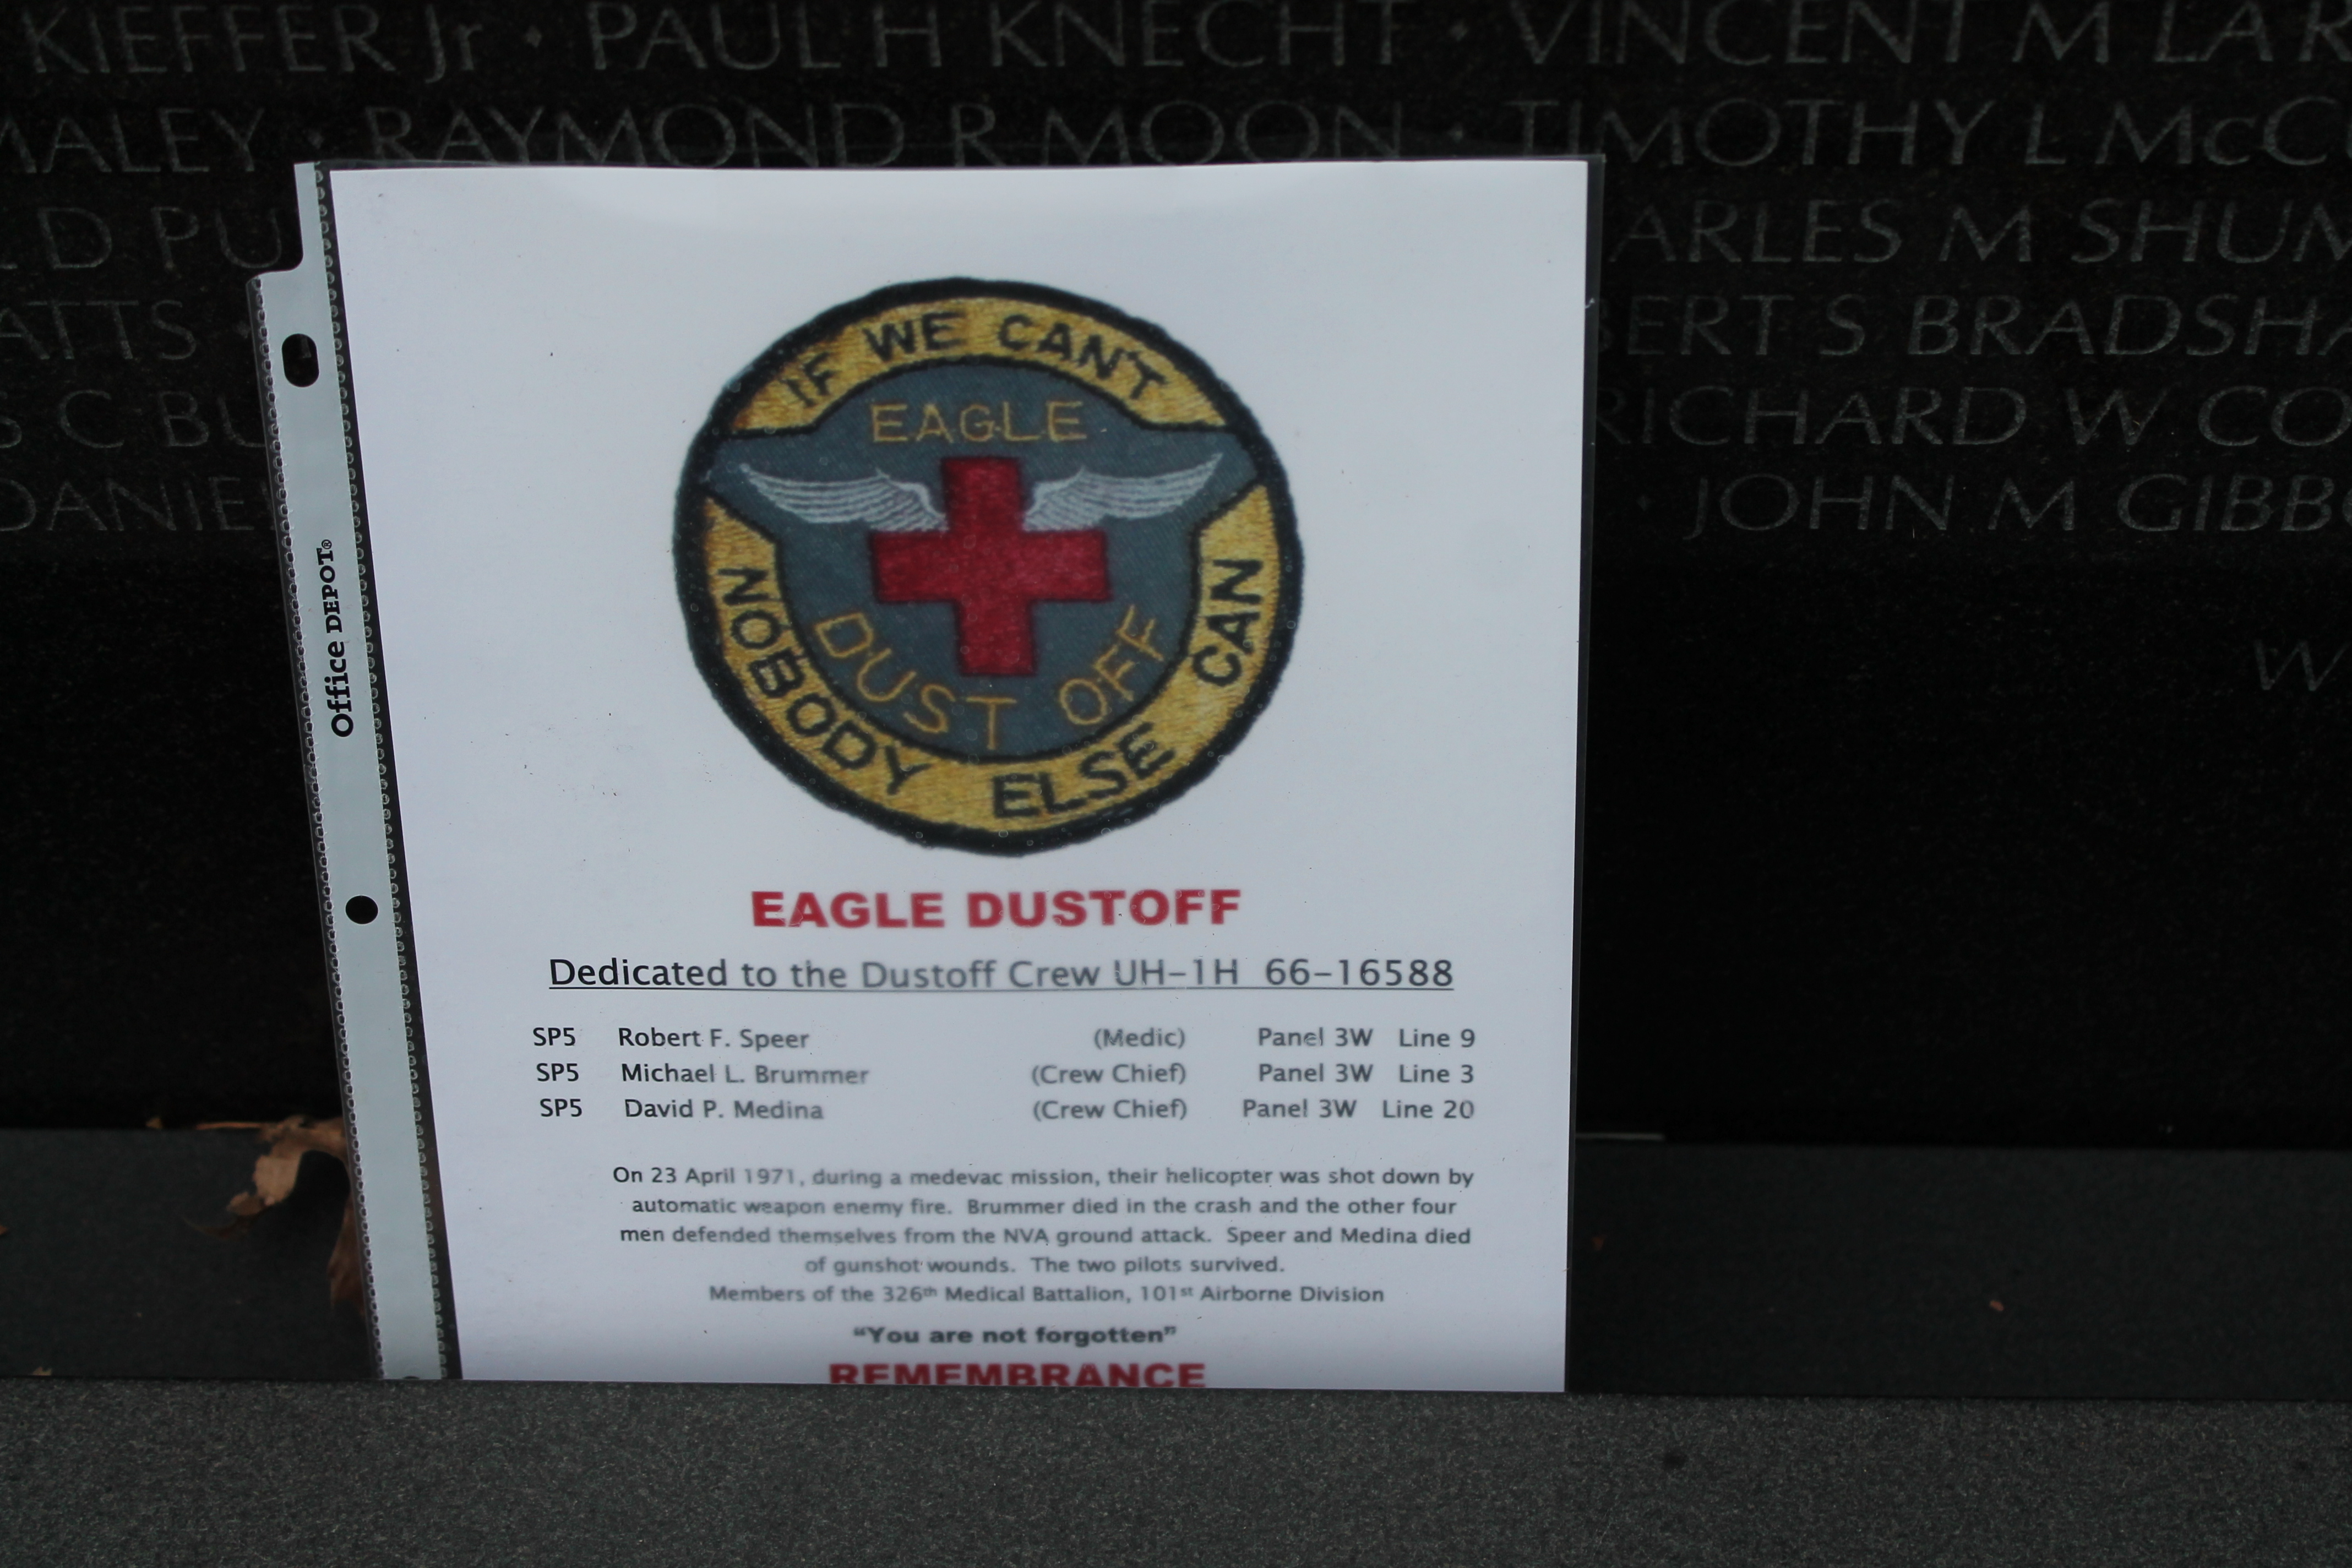 KIEFFER Jr · PAUL H KNECHT · VINCENT M LAR
MALEY · RAYMOND R MOON · TIMOTHY L McC
D PU
ARLES M SHUM
ATTS ·
BERT S BRADSHA
S C BU
RICHARD W CO
DANIE
· JOHN M GIBB
W
Office DEPOT®
IF WE CAN'T
EAGLE
DUST OFF
NOBODY ELSE CAN
EAGLE DUSTOFF
Dedicated to the Dustoff Crew UH-1H 66-16588
SP5 Robert F. Speer (Medic) Panel 3W Line 9
SP5 Michael L. Brummer (Crew Chief) Panel 3W Line 3
SP5 David P. Medina (Crew Chief) Panel 3W Line 20
On 23 April 1971, during a medevac mission, their helicopter was shot down by
automatic weapon enemy fire. Brummer died in the crash and the other four
men defended themselves from the NVA ground attack. Speer and Medina died
of gunshot wounds. The two pilots survived.
Members of the 326th Medical Battalion, 101st Airborne Division
“You are not forgotten”
REMEMBRANCE